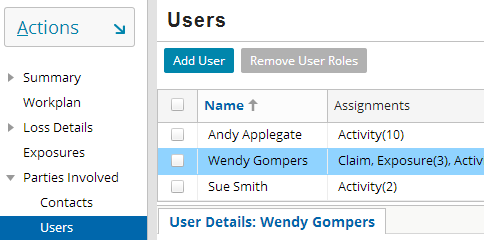 Actions
Summary
Workplan
Loss Details
Exposures
Parties Involved
Contacts
Users
Users
Add User Remove User Roles
Name Assignments
Andy Applegate Activity(10)
Wendy Gompers Claim, Exposure(3), Activ
Sue Smith Activity(2)
User Details: Wendy Gompers